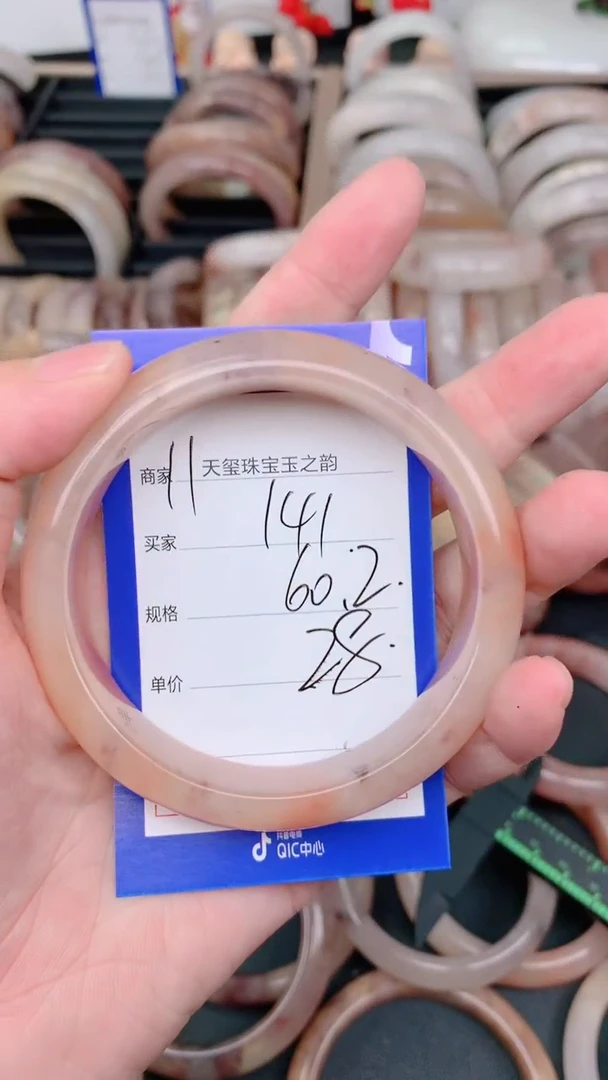 商家 11 天玺珠宝玉之韵
买家 141
规格 60.2.
单价 28.
抖音电商
QIC中心